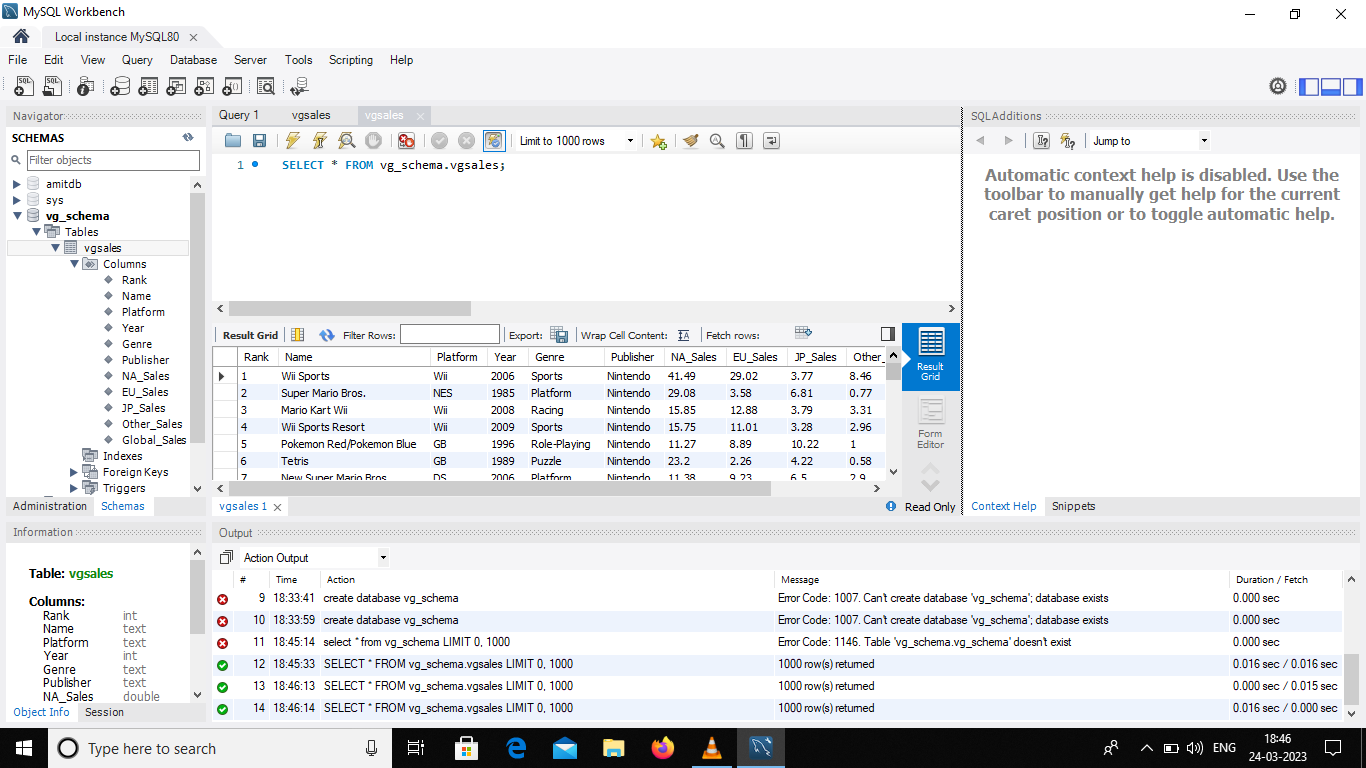 MySQL Workbench
Local instance MySQL80
File Edit View Query Database Server Tools Scripting Help
Navigator
SCHEMAS
Filter objects
amitdb
sys
vg_schema
Tables
vgsales
Columns
Rank
Name
Platform
Year
Genre
Publisher
NA_Sales
EU_Sales
JP_Sales
Other_Sales
Global_Sales
Indexes
Foreign Keys
Triggers
Administration Schemas
Query 1 vgsales vgsales
Limit to 1000 rows
1 SELECT * FROM vg_schema.vgsales;
Result Grid Filter Rows: Export: Wrap Cell Content: Fetch rows:
Rank Name Platform Year Genre Publisher NA_Sales EU_Sales JP_Sales Other_
1 Wii Sports Wii 2006 Sports Nintendo 41.49 29.02 3.77 8.46
2 Super Mario Bros. NES 1985 Platform Nintendo 29.08 3.58 6.81 0.77
3 Mario Kart Wii Wii 2008 Racing Nintendo 15.85 12.88 3.79 3.31
4 Wii Sports Resort Wii 2009 Sports Nintendo 15.75 11.01 3.28 2.96
5 Pokemon Red/Pokemon Blue GB 1996 Role-Playing Nintendo 11.27 8.89 10.22 1
6 Tetris GB 1989 Puzzle Nintendo 23.2 2.26 4.22 0.58
7 New Super Mario Bros. DS 2006 Platform Nintendo 11.38 9.23 6.5 2.9
Result
Grid
Form
Editor
vgsales 1
Read Only
SQLAdditions
Jump to
Automatic context help is disabled. Use the
toolbar to manually get help for the current
caret position or to toggle automatic help.
Context Help Snippets
Information
Table: vgsales
Columns:
Rank int
Name text
Platform text
Year int
Genre text
Publisher text
NA_Sales double
Object Info Session
Output
Action Output
# Time Action Message Duration / Fetch
9 18:33:41 create database vg_schema Error Code: 1007. Can't create database 'vg_schema'; database exists 0.000 sec
10 18:33:59 create database vg_schema Error Code: 1007. Can't create database 'vg_schema'; database exists 0.000 sec
11 18:45:14 select * from vg_schema LIMIT 0, 1000 Error Code: 1146. Table 'vg_schema.vg_schema' doesn't exist 0.000 sec
12 18:45:33 SELECT * FROM vg_schema.vgsales LIMIT 0, 1000 1000 row(s) returned 0.016 sec / 0.016 sec
13 18:46:13 SELECT * FROM vg_schema.vgsales LIMIT 0, 1000 1000 row(s) returned 0.000 sec / 0.015 sec
14 18:46:14 SELECT * FROM vg_schema.vgsales LIMIT 0, 1000 1000 row(s) returned 0.016 sec / 0.000 sec
Type here to search
ENG
18:46
24-03-2023